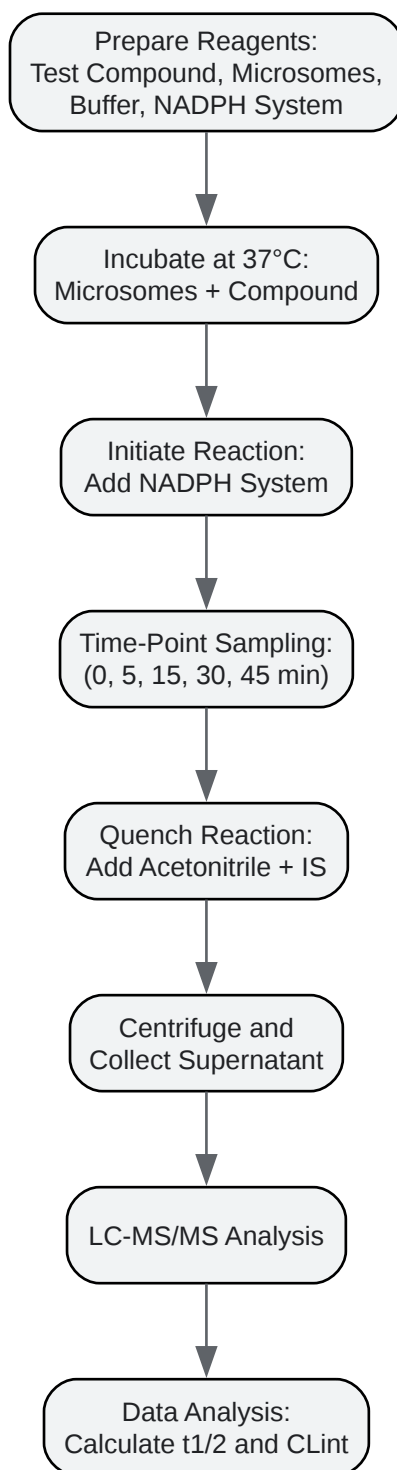 Prepare Reagents:
Test Compound, Microsomes,
Buffer, NADPH System
Incubate at 37°C:
Microsomes + Compound
Initiate Reaction:
Add NADPH System
Time-Point Sampling:
(0, 5, 15, 30, 45 min)
Quench Reaction:
Add Acetonitrile + IS
Centrifuge and
Collect Supernatant
LC-MS/MS Analysis
Data Analysis:
Calculate t1/2 and CLint